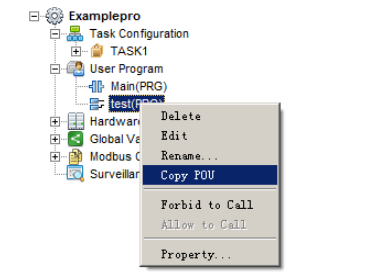 Examplepro
Task Configuration
TASK1
User Program
Main(PRG)
test(PRG)
Hardware
Global Va
Modbus C
Surveillan
Delete
Edit
Rename...
Copy POU
Forbid to Call
Allow to Call
Property...